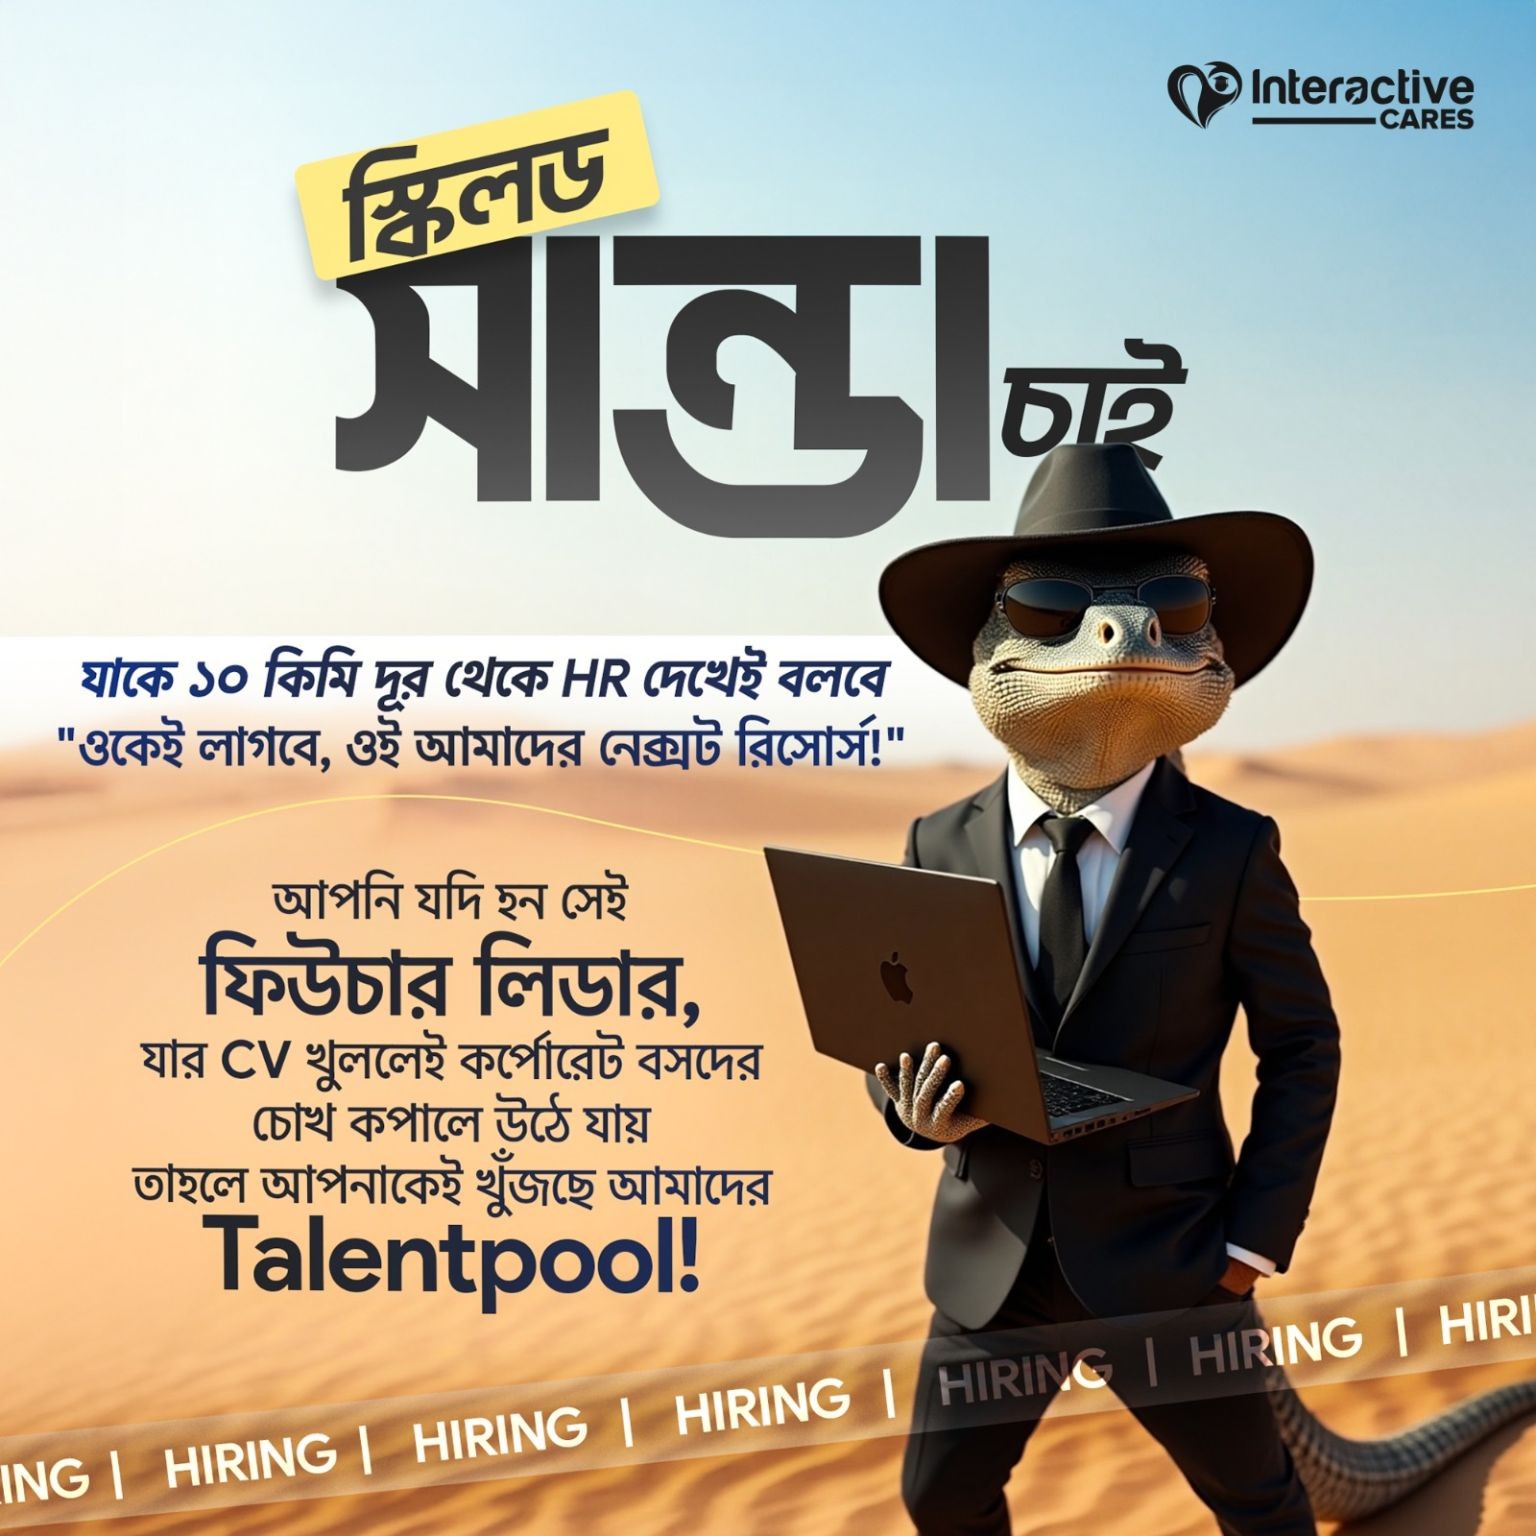 Interactive
CARES
স্কিলড
সান্ডা চাই
যাকে ১০ কিমি দূর থেকে HR দেখেই বলবে
"ওকেই লাগবে, ওই আমাদের নেক্সট রিসোর্স!"
আপনি যদি হন সেই
ফিউচার লিডার,
যার CV খুললেই কর্পোরেট বসদের
চোখ কপালে উঠে যায়
তাহলে আপনাকেই খুঁজছে আমাদের
Talentpool!
ING | HIRING | HIRING | HIRING | HIRING | HIRING | HIRI